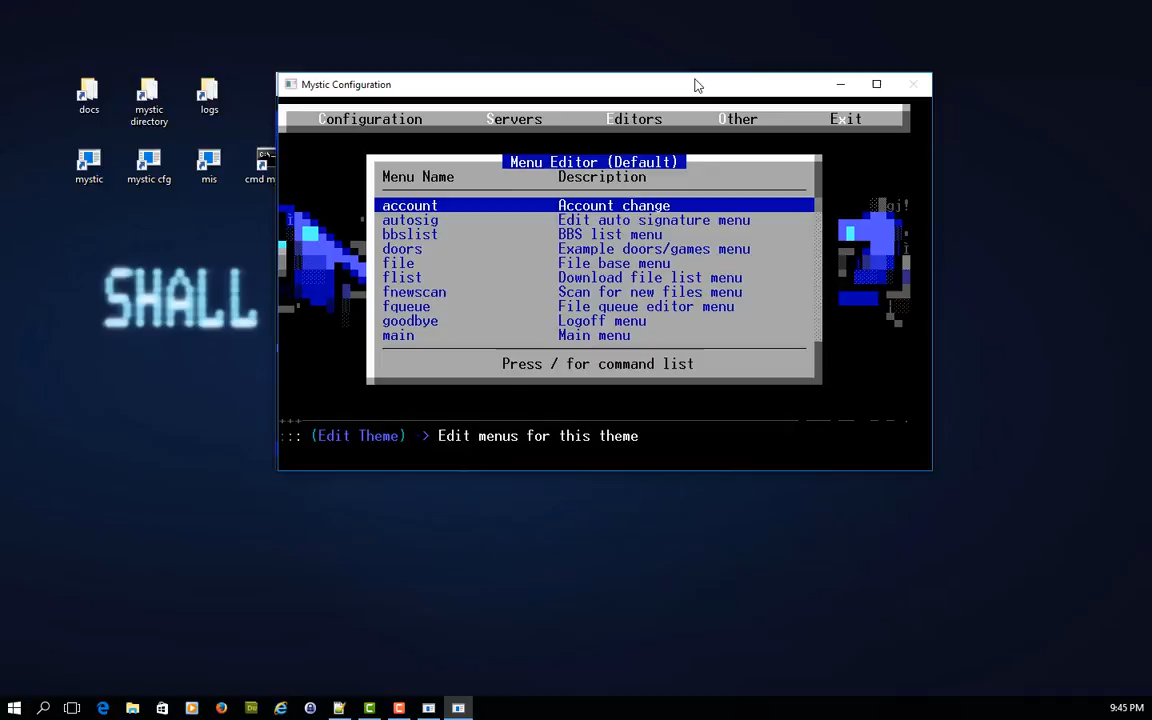 docs
mystic directory
logs
mystic
mystic cfg
mis
cmd m
SHALL
Mystic Configuration
Configuration Servers Editors Other Exit
Menu Editor (Default)
Menu Name Description
account Account change
autosig Edit auto signature menu
bbslist BBS list menu
doors Example doors/games menu
file File base menu
flist Download file list menu
fnewscan Scan for new files menu
fqueue File queue editor menu
goodbye Logoff menu
main Main menu
Press / for command list
gj!
+++
::: (Edit Theme) -> Edit menus for this theme
9:45 PM